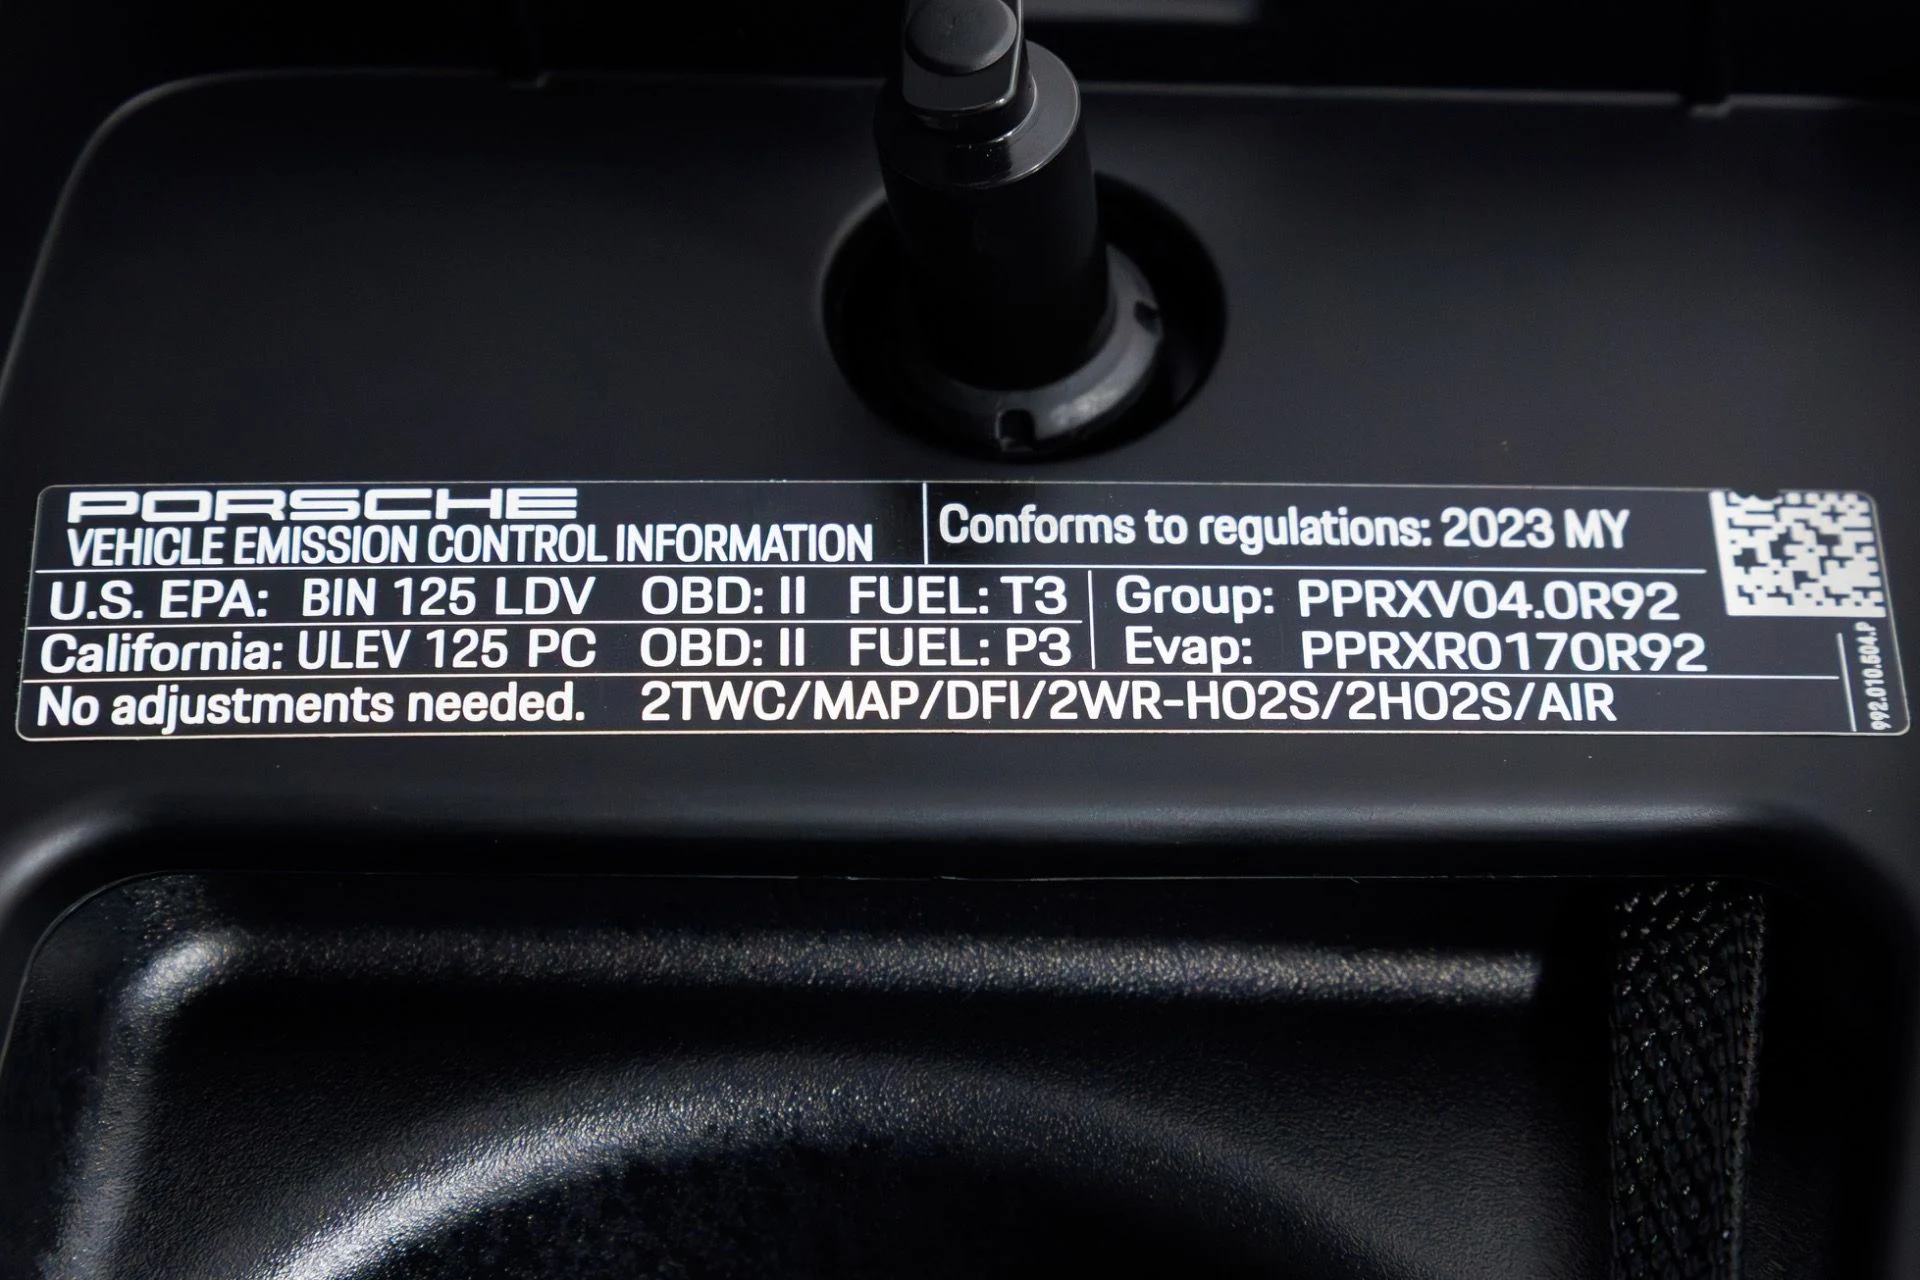 PORSCHE
VEHICLE EMISSION CONTROL INFORMATION
Conforms to regulations: 2023 MY
U.S. EPA: BIN 125 LDV OBD: II FUEL: T3
Group: PPRXV04.0R92
California: ULEV 125 PC OBD: II FUEL: P3
Evap: PPRXR0170R92
No adjustments needed. 2TWC/MAP/DFI/2WR-HO2S/2HO2S/AIR
992.010.504.P